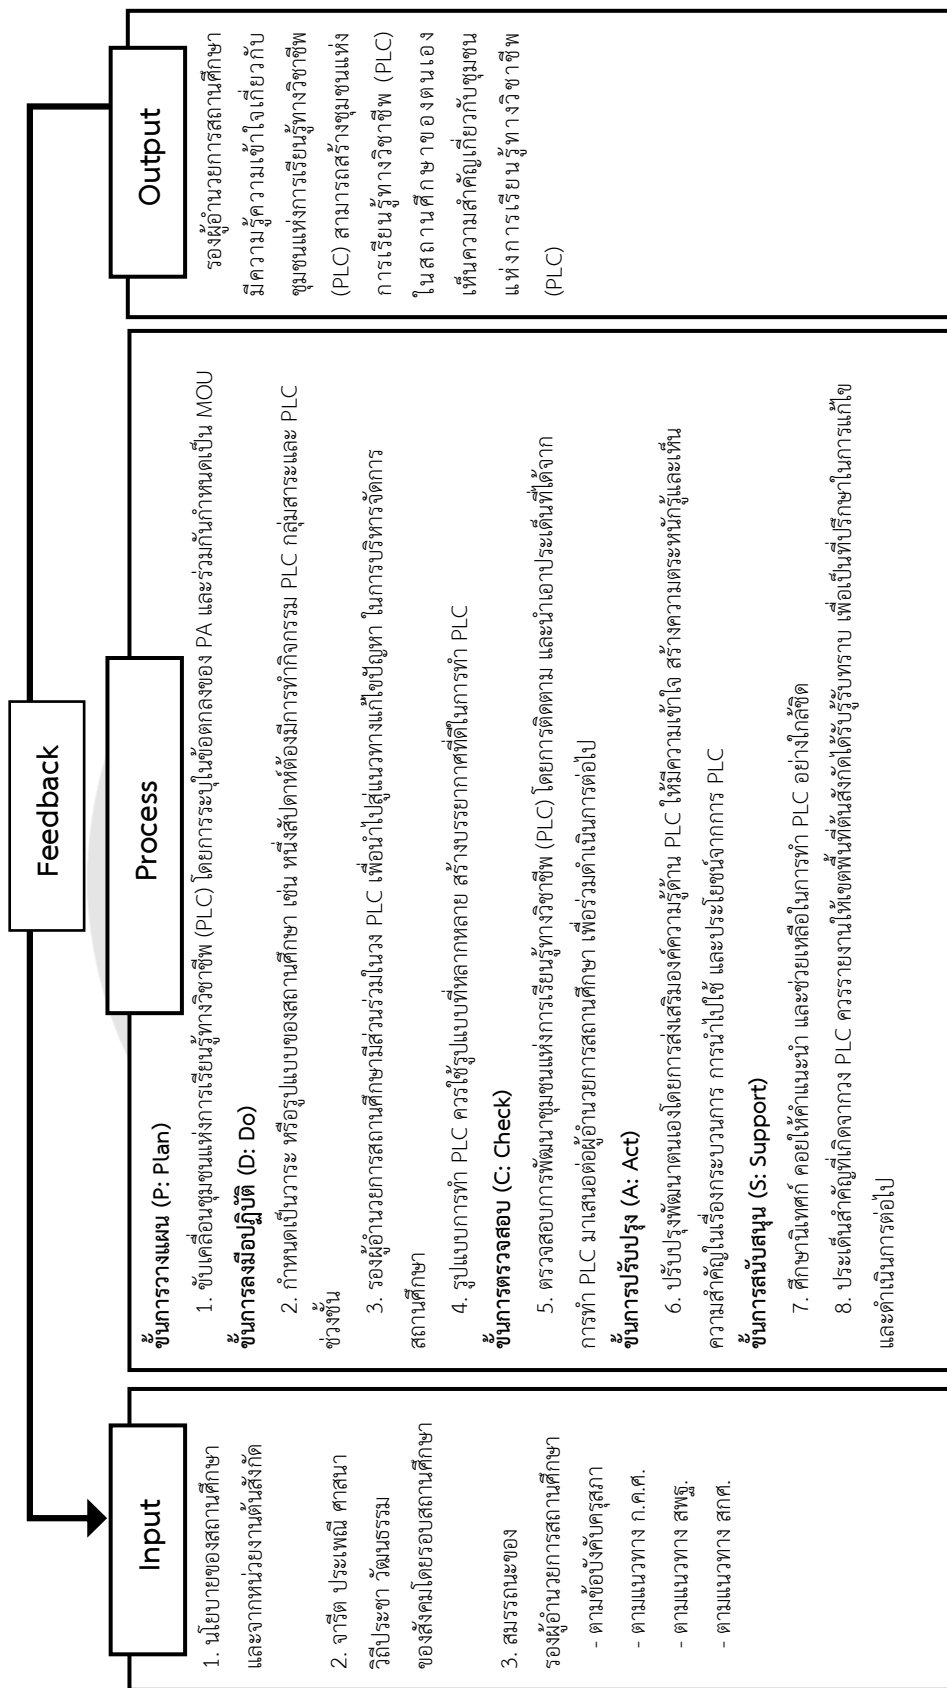 Feedback
Input
1. นโยบายของสถานศึกษา
และจากหน่วยงานต้นสังกัด
2. จารีต ประเพณี ศาสนา
วิถีประชา วัฒนธรรม
ของสังคมโดยรอบสถานศึกษา
3. สมรรถนะของ
รองผู้อำนวยการสถานศึกษา
- ตามข้อบังคับคุรุสภา
- ตามแนวทาง ก.ค.ศ.
- ตามแนวทาง สพฐ.
- ตามแนวทาง สกศ.
Process
ขั้นการวางแผน (P: Plan)
1. ขับเคลื่อนชุมชนแห่งการเรียนรู้ทางวิชาชีพ (PLC) โดยการระบุในข้อตกลงของ PA และร่วมกันกำหนดเป็น MOU
ขั้นการลงมือปฏิบัติ (D: Do)
2. กำหนดเป็นวาระ หรือรูปแบบของสถานศึกษา เช่น หนึ่งสัปดาห์ต้องมีการทำกิจกรรม PLC กลุ่มสาระและ PLC
ช่วงชั้น
3. รองผู้อำนวยการสถานศึกษามีส่วนร่วมในวง PLC เพื่อนำไปสู่แนวทางแก้ไขปัญหา ในการบริหารจัดการ
สถานศึกษา
4. รูปแบบการทำ PLC ควรใช้รูปแบบที่หลากหลาย สร้างบรรยากาศที่ดีในการทำ PLC
ขั้นการตรวจสอบ (C: Check)
5. ตรวจสอบการพัฒนาชุมชนแห่งการเรียนรู้ทางวิชาชีพ (PLC) โดยการติดตาม และนำเอาประเด็นที่ได้จาก
การทำ PLC มาเสนอต่อผู้อำนวยการสถานศึกษา เพื่อร่วมดำเนินการต่อไป
ขั้นการปรับปรุง (A: Act)
6. ปรับปรุงพัฒนาตนเองโดยการส่งเสริมองค์ความรู้ด้าน PLC ให้มีความเข้าใจ สร้างความตระหนักรู้และเห็น
ความสำคัญในเรื่องกระบวนการ การนำไปใช้ และประโยชน์จากการ PLC
ขั้นการสนับสนุน (S: Support)
7. ศึกษานิเทศก์ คอยให้คำแนะนำ และช่วยเหลือในการทำ PLC อย่างใกล้ชิด
8. ประเด็นสำคัญที่เกิดจากวง PLC ควรรายงานให้เขตพื้นที่ต้นสังกัดได้รับรู้รับทราบ เพื่อเป็นที่ปรึกษาในการแก้ไข
และดำเนินการต่อไป
Output
รองผู้อำนวยการสถานศึกษา
มีความรู้ความเข้าใจเกี่ยวกับ
ชุมชนแห่งการเรียนรู้ทางวิชาชีพ
(PLC) สามารถสร้างชุมชนแห่ง
การเรียนรู้ทางวิชาชีพ (PLC)
ในสถานศึกษาของตนเอง
เห็นความสำคัญเกี่ยวกับชุมชน
แห่งการเรียนรู้ทางวิชาชีพ
(PLC)